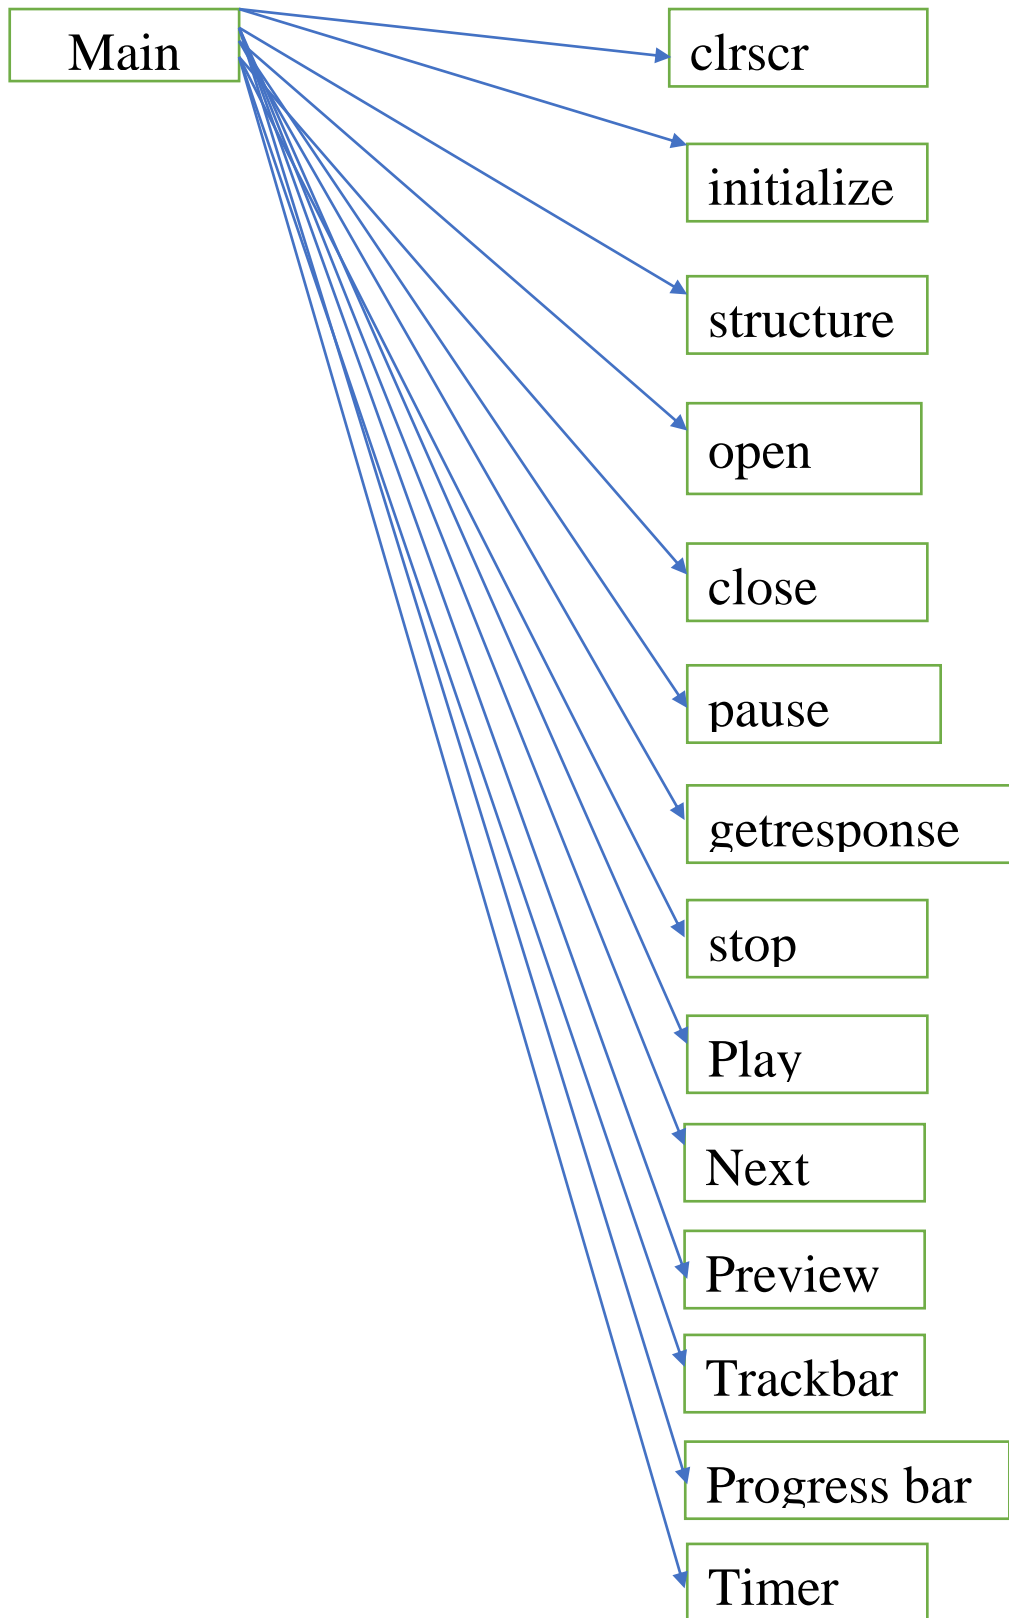 Main
clrscr
initialize
structure
open
close
pause
getresponse
stop
Play
Next
Preview
Trackbar
Progress bar
Timer